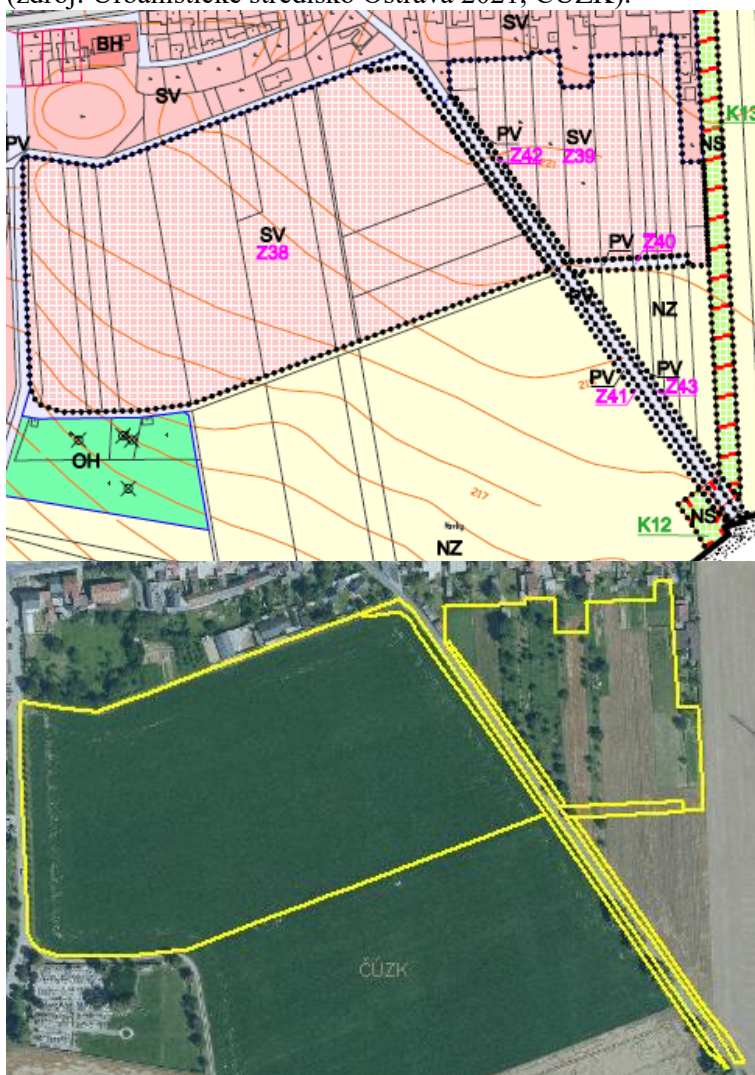 (zdroj: Urbanistické středisko Ostrava 2021, ČÚZK).
BH
SV
SV
PV
K13
NS
PV
Z42
SV
Z39
221
SV
Z38
PV
Z40
PV
NZ
PV
Z41
PV
Z43
OH
217
NS
K12
NZ
ČÚZK